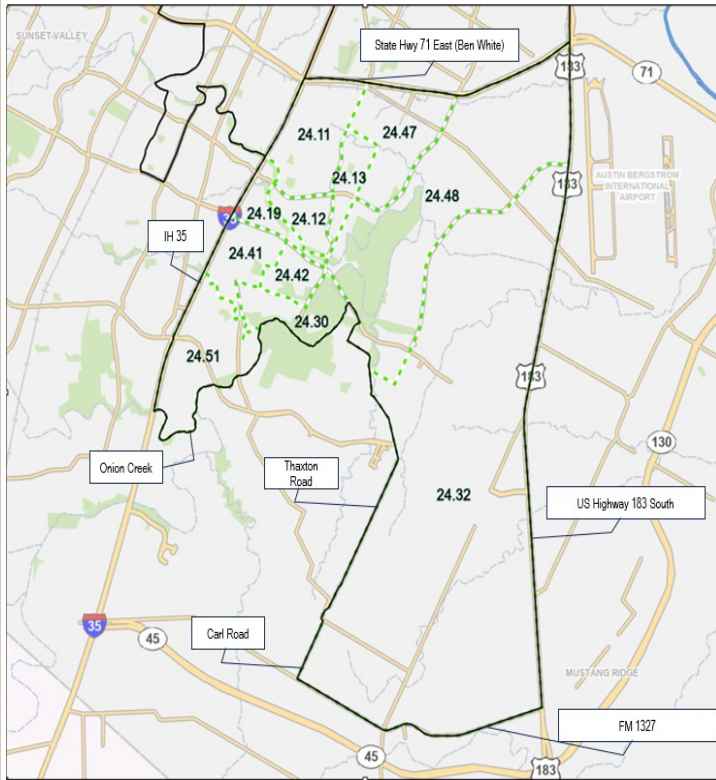 SUNSET VALLEY
State Hwy 71 East (Ben White)
183
71
24.11
24.47
24.13
AUSTIN BERGSTROM
INTERNATIONAL
AIRPORT
183
24.48
24.19
24.12
35
IH 35
24.41
24.42
24.30
24.51
183
130
Onion Creek
Thaxton
Road
24.32
US Highway 183 South
35
45
Carl Road
MUSTANG RIDGE
FM 1327
45
183